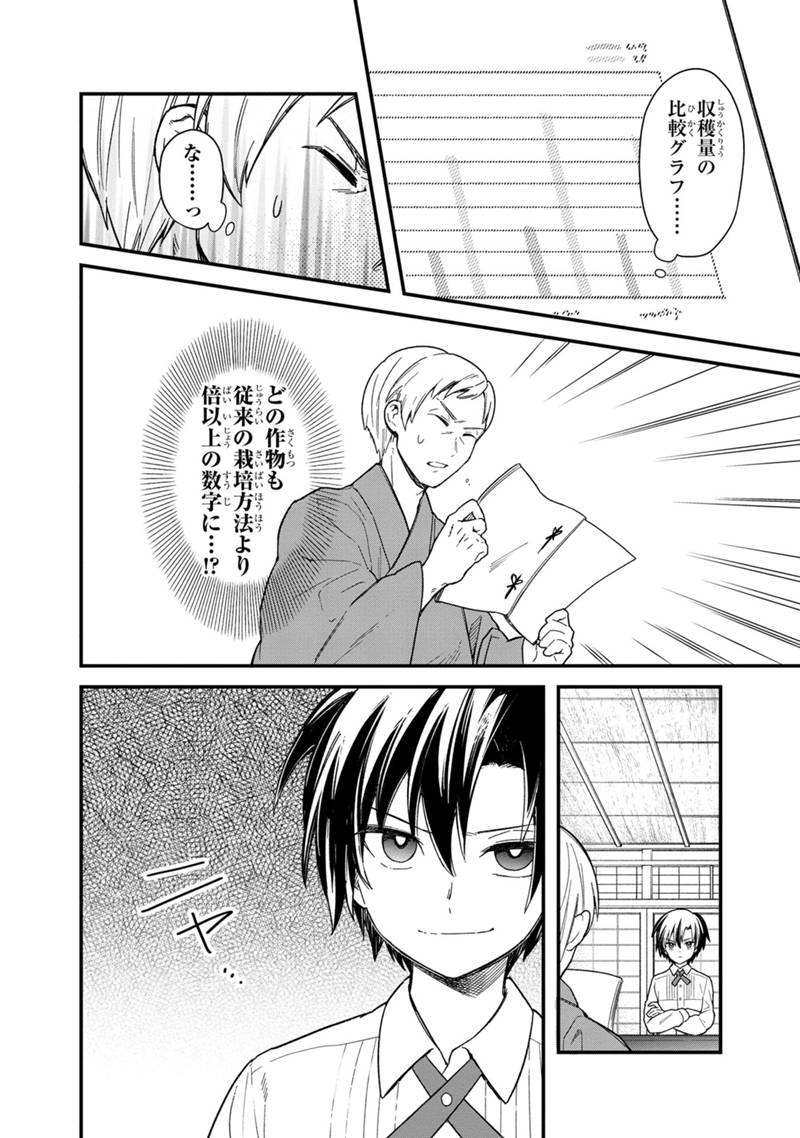 収穫量の
比較グラフ……
な……っ
どの作物も
従来の栽培方法より
倍以上の数字に…!?
ニヤ…